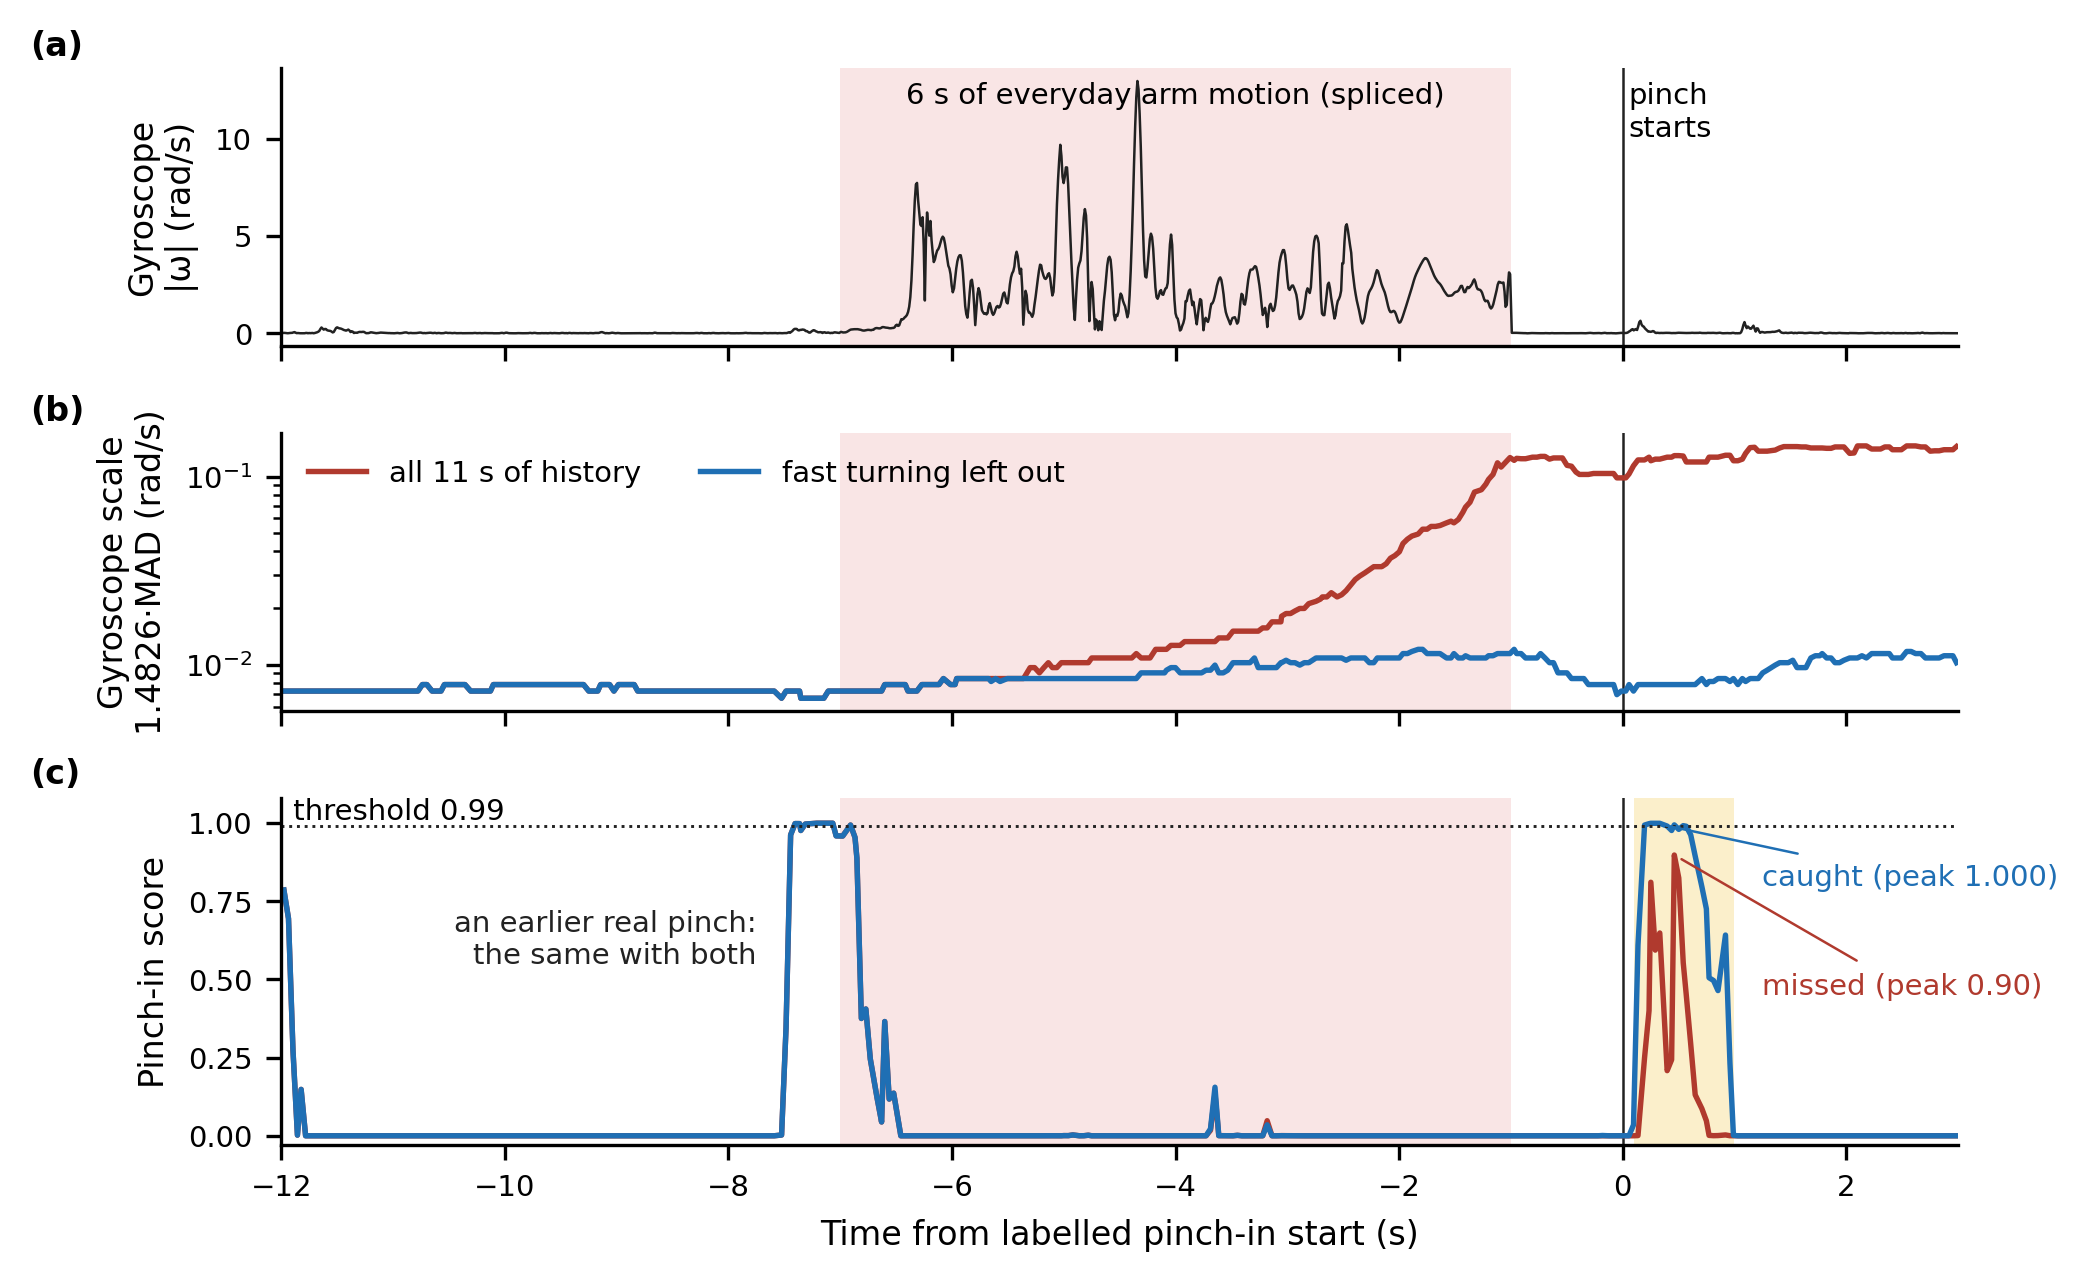 (a)
6 s of everyday arm motion (spliced)
pinch
starts
Gyroscope
|ω| (rad/s)
10
5
0
(b)
Gyroscope scale
1.4826·MAD (rad/s)
all 11 s of history
fast turning left out
10⁻¹
10⁻²
(c)
Pinch-in score
threshold 0.99
1.00
0.75
0.50
0.25
0.00
an earlier real pinch:
the same with both
caught (peak 1.000)
missed (peak 0.90)
−12 −10 −8 −6 −4 −2 0 2
Time from labelled pinch-in start (s)